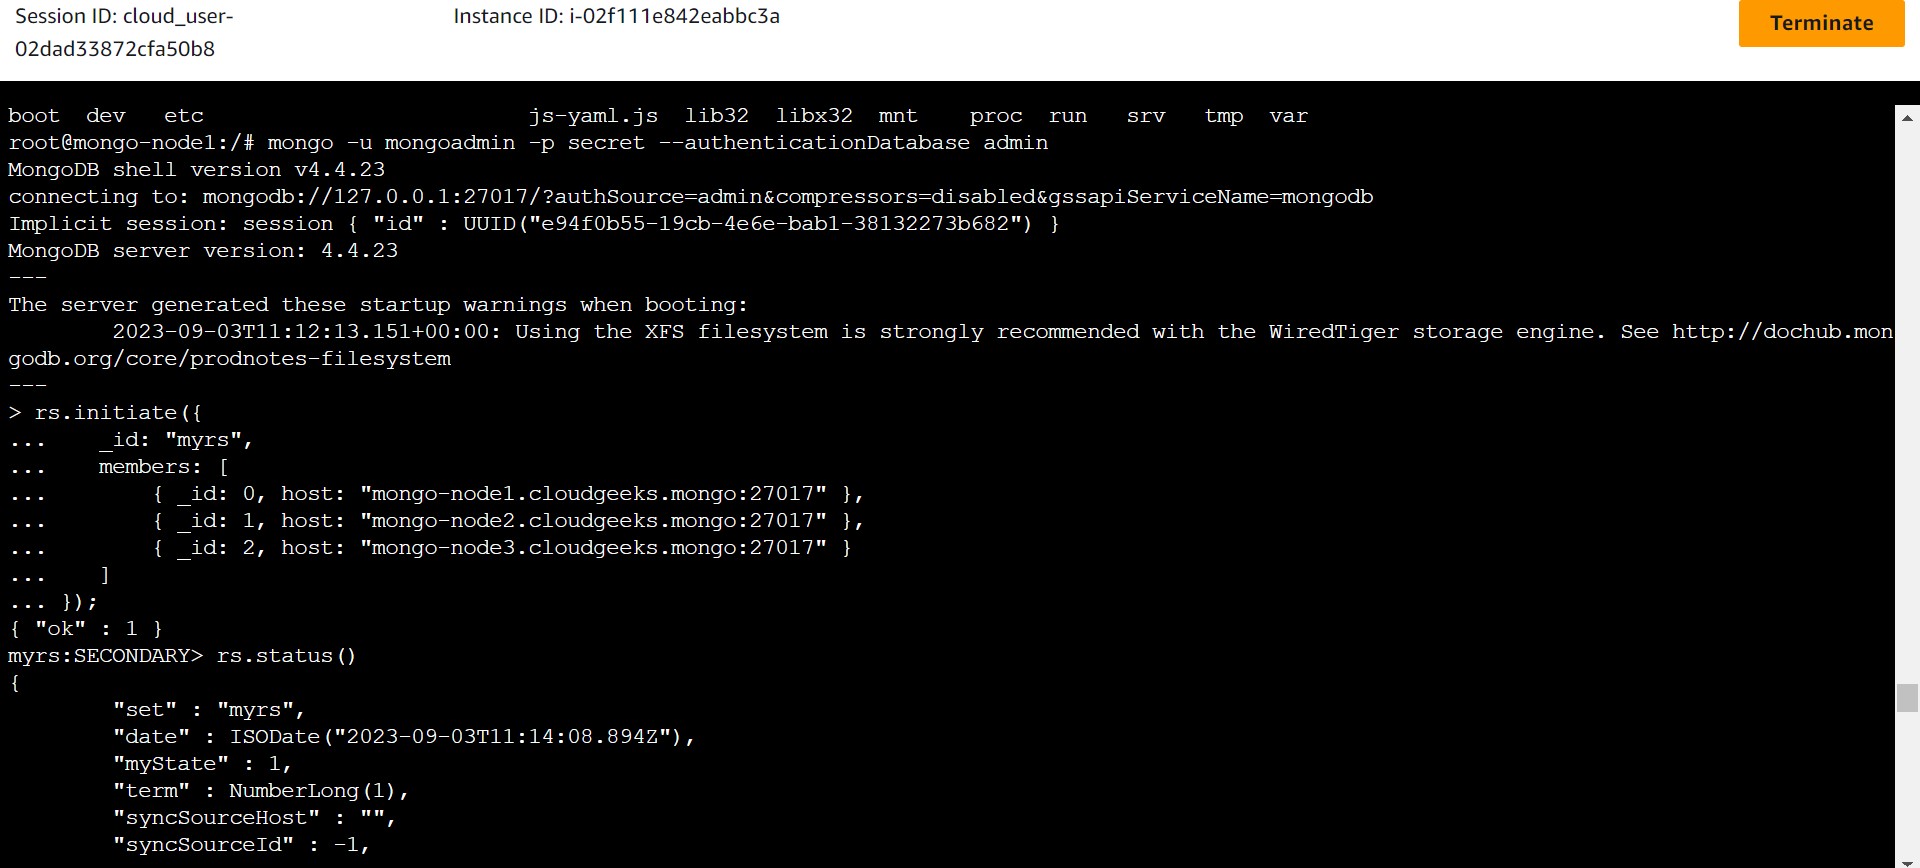 Session ID: cloud_user-
02dad33872cfa50b8
Instance ID: i-02f111e842eabbc3a
Terminate
boot  dev   etc                         js-yaml.js  lib32  libx32  mnt    proc  run   srv   tmp  var
root@mongo-node1:/# mongo -u mongoadmin -p secret --authenticationDatabase admin
MongoDB shell version v4.4.23
connecting to: mongodb://127.0.0.1:27017/?authSource=admin&compressors=disabled&gssapiServiceName=mongodb
Implicit session: session { "id" : UUID("e94f0b55-19cb-4e6e-bab1-38132273b682") }
MongoDB server version: 4.4.23
---
The server generated these startup warnings when booting:
        2023-09-03T11:12:13.151+00:00: Using the XFS filesystem is strongly recommended with the WiredTiger storage engine. See http://dochub.mon
godb.org/core/prodnotes-filesystem
---
> rs.initiate({
...    _id: "myrs",
...    members: [
...        { _id: 0, host: "mongo-node1.cloudgeeks.mongo:27017" },
...        { _id: 1, host: "mongo-node2.cloudgeeks.mongo:27017" },
...        { _id: 2, host: "mongo-node3.cloudgeeks.mongo:27017" }
...    ]
... });
{ "ok" : 1 }
myrs:SECONDARY> rs.status()
{
        "set" : "myrs",
        "date" : ISODate("2023-09-03T11:14:08.894Z"),
        "myState" : 1,
        "term" : NumberLong(1),
        "syncSourceHost" : "",
        "syncSourceId" : -1,